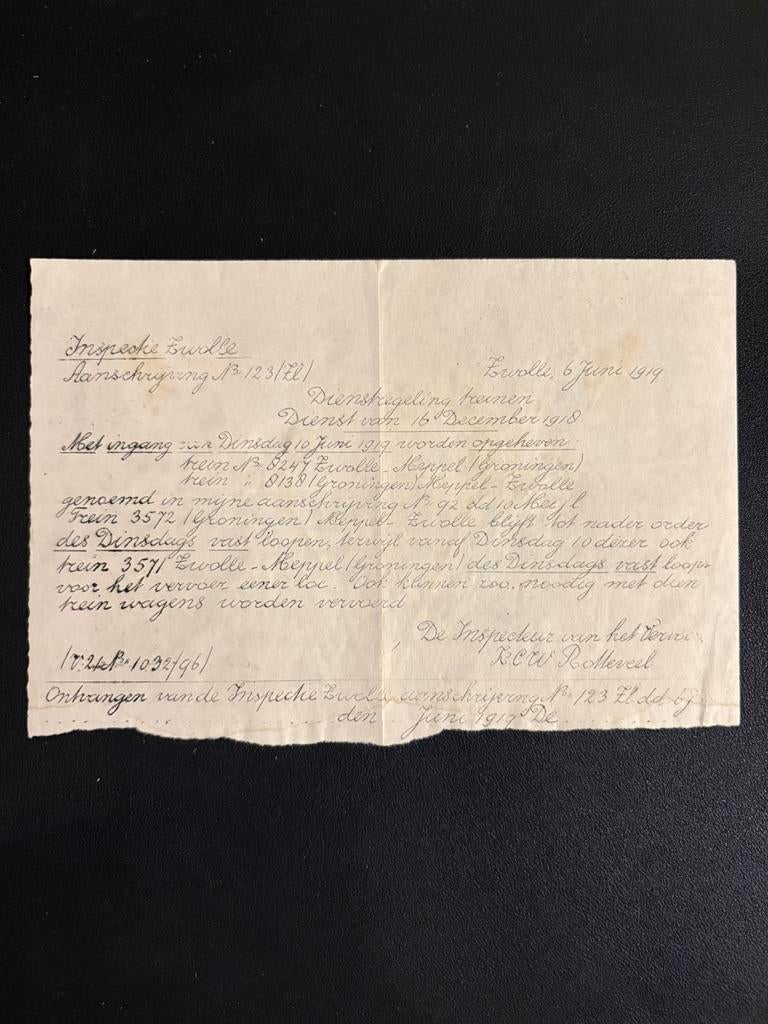 Inspectie Zwolle
Aanschrijving No. 123 (Zl) Zwolle, 6 Juni 1919
Dienstregeling treinen
Dienst van 16 December 1918
Met ingang van Dinsdag 10 Juni 1919 worden opgeheven:
trein No. 8247 Zwolle-Meppel (Groningen)
trein " 8138 (Groningen) Meppel-Zwolle
genoemd in mijne aanschrijving No. 92 dd 10 Mei jl
Trein 3572 (Groningen) Meppel-Zwolle blijft tot nader order
des Dinsdags vast loopen, terwijl vanaf Dinsdag 10 dezer ook
trein 3571 Zwolle-Meppel (Groningen) des Dinsdags vast loopt
voor het vervoer eener loc. Ook kunnen zoo noodig met dien
trein wagens worden vervoerd
De Inspecteur van het
(V. 2 No. 1032/96) Rotteveel
Ontvangen van de Inspectie Zwolle aanschrijving No. 123 Zl. dd 6/
den Juni 1919 De